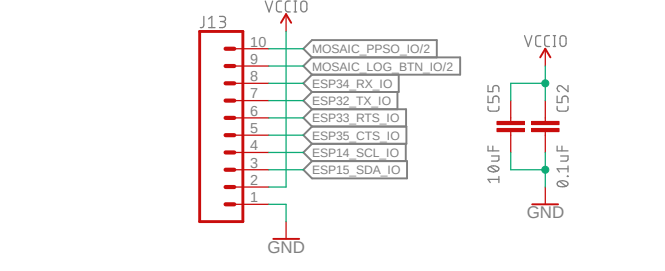 VCCIO
J13
10 MOSAIC_PPSO_IO/2
9 MOSAIC_LOG_BTN_IO/2
8 ESP34_RX_IO
7 ESP32_TX_IO
6 ESP33_RTS_IO
5 ESP35_CTS_IO
4 ESP14_SCL_IO
3 ESP15_SDA_IO
2
1
GND
VCCIO
C55
C52
10uF
0.1uF
GND